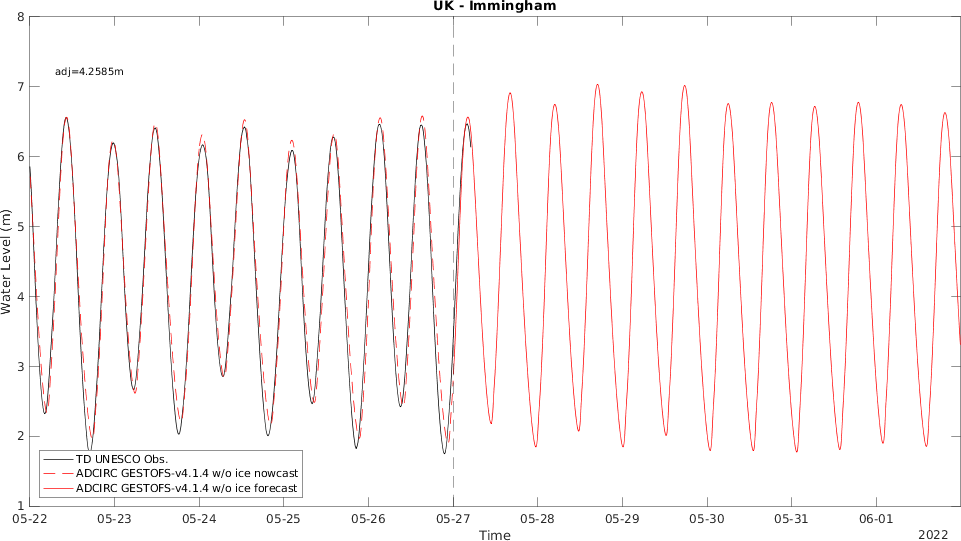 UK - Immingham
8
7
6
5
4
3
2
1
Water Level (m)
adj=4.2585m
TD UNESCO Obs.
ADCIRC GESTOFS-v4.1.4 w/o ice nowcast
ADCIRC GESTOFS-v4.1.4 w/o ice forecast
05-22 05-23 05-24 05-25 05-26 05-27 05-28 05-29 05-30 05-31 06-01
Time
2022